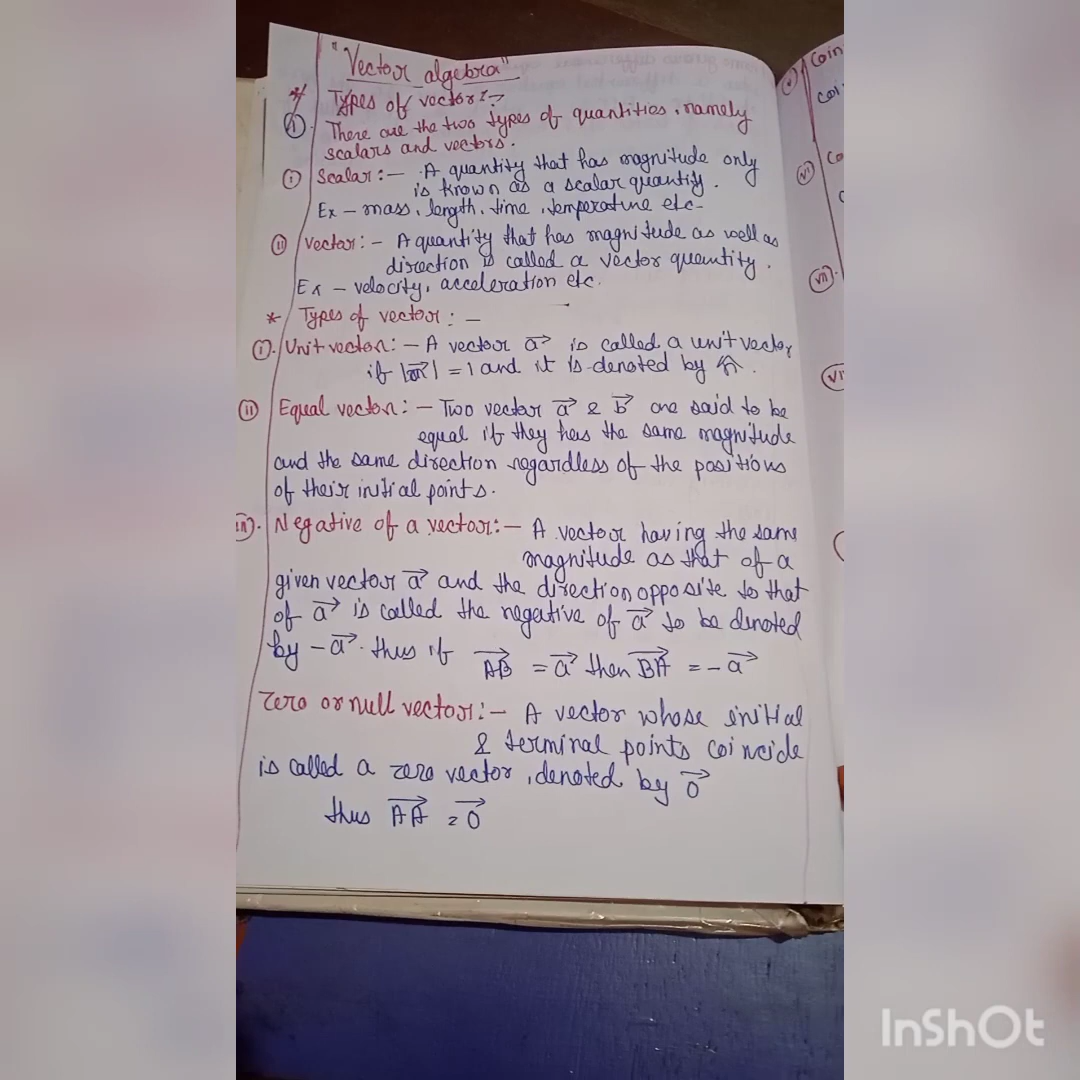 "Vector algebra"
* Types of vector :->
1. There are the two types of quantities, namely
scalars and vectors.
(i) Scalar :- A quantity that has magnitude only
is known as a scalar quantity.
Ex - mass, length, time, temperature etc-
(ii) Vector :- A quantity that has magnitude as well as
direction is called a vector quantity.
Ex - velocity, acceleration etc.
* Types of vector : -
(i). Unit vector: - A vector a⃗ is called a unit vector
if |a⃗| = 1 and it is denoted by
(ii) Equal vector: - Two vector a⃗ & b⃗ are said to be
equal if they has the same magnitude
and the same direction regardless of the positions
of their initial points.
(iii). Negative of a vector: - A vector having the same
magnitude as that of a
given vector a⃗ and the direction opposite to that
of a⃗ is called the negative of a⃗ to be denoted
by -a⃗. thus if AB⃗ = a⃗ then BA⃗ = -a⃗
Zero or null vector: - A vector whose initial
& terminal points coincide
is called a zero vector, denoted by 0⃗
thus AA⃗ = 0⃗
Coin
coi
(vi) Co
(vii)
InShOt